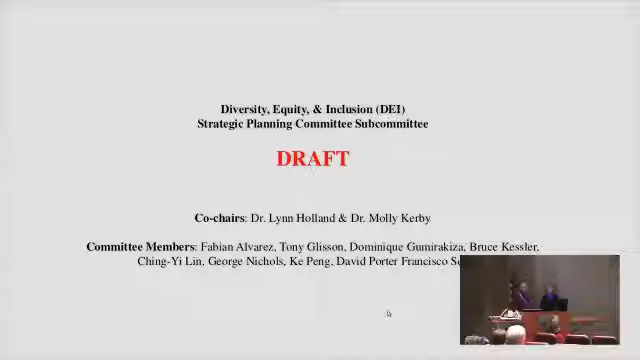 Diversity, Equity, & Inclusion (DEI)
Strategic Planning Committee Subcommittee
DRAFT
Co-chairs: Dr. Lynn Holland & Dr. Molly Kerby
Committee Members: Fabian Alvarez, Tony Glisson, Dominique Gumirakiza, Bruce Kessler,
Ching-Yi Lin, George Nichols, Ke Peng, David Porter Francisco